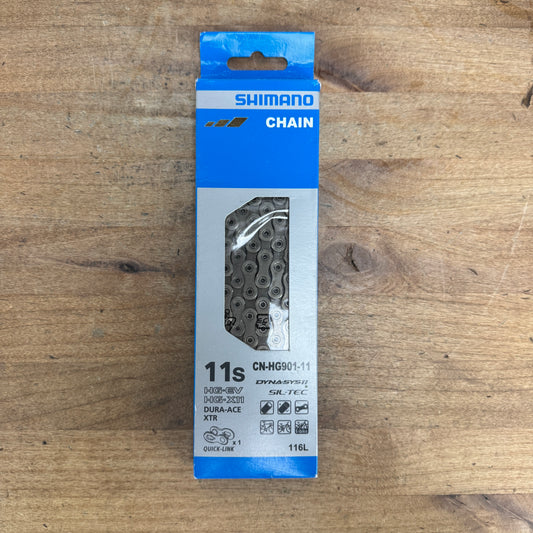 SHIMANO
CHAIN
11s
CN-HG901-11
HG-EV
HG-X11
DURA-ACE
XTR
DYNA-SYS11
SIL-TEC
x1
QUICK-LINK
116L